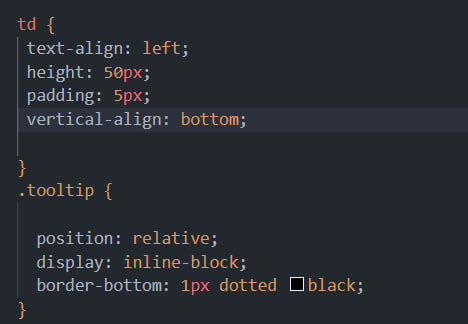 td {
text-align: left;
height: 50px;
padding: 5px;
vertical-align: bottom;
}
.tooltip {
position: relative;
display: inline-block;
border-bottom: 1px dotted black;
}